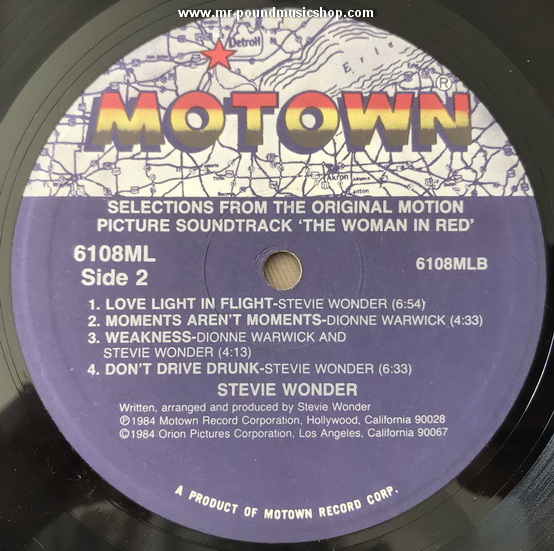 www.mr-poundmusicshop.com
Detroit
Erie
MOTOWN®
Akron
Canton
SELECTIONS FROM THE ORIGINAL MOTION
PICTURE SOUNDTRACK 'THE WOMAN IN RED'
6108ML
Side 2
6108MLB
1. LOVE LIGHT IN FLIGHT-STEVIE WONDER (6:54)
2. MOMENTS AREN'T MOMENTS-DIONNE WARWICK (4:33)
3. WEAKNESS-DIONNE WARWICK AND
STEVIE WONDER (4:13)
4. DON'T DRIVE DRUNK-STEVIE WONDER (6:33)
STEVIE WONDER
Written, arranged and produced by Stevie Wonder
℗1984 Motown Record Corporation, Hollywood, California 90028
©1984 Orion Pictures Corporation, Los Angeles, California 90067
A PRODUCT OF MOTOWN RECORD CORP.